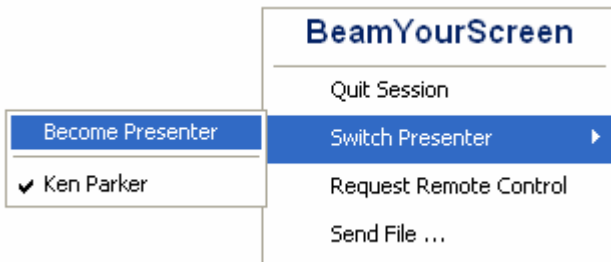 BeamYourScreen
Quit Session
Switch Presenter
Become Presenter
Ken Parker
Request Remote Control
Send File ...